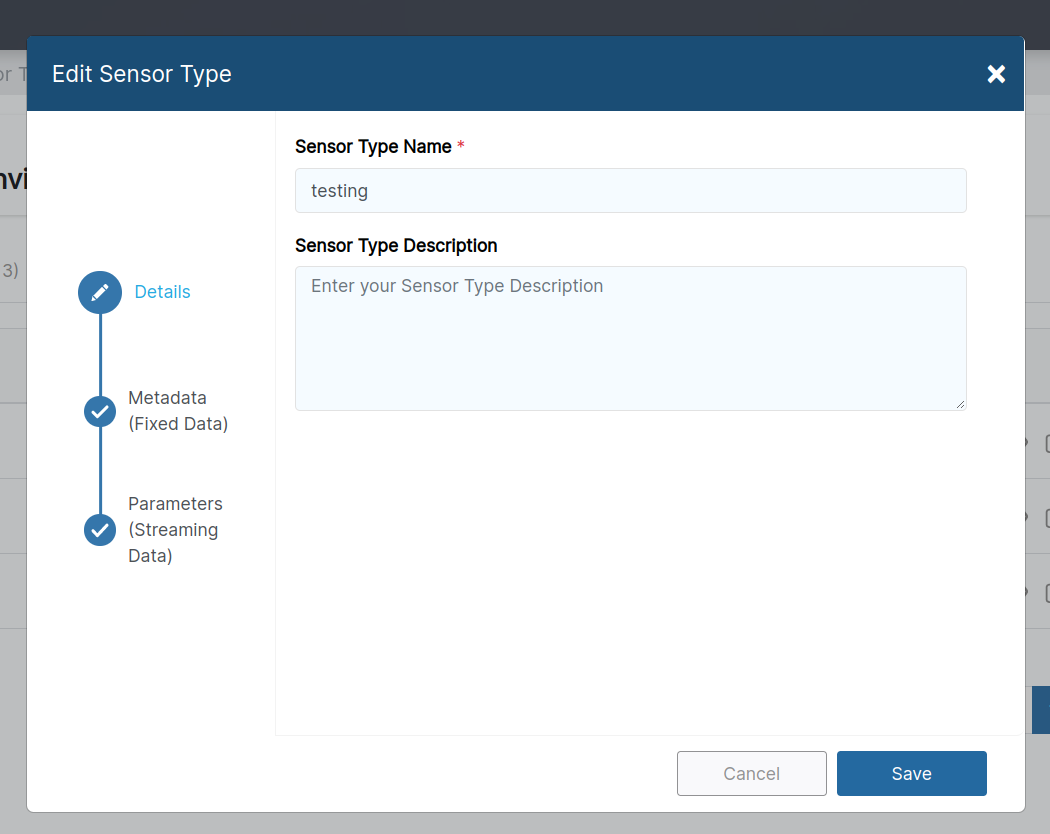 Edit Sensor Type
Sensor Type Name *
testing
Sensor Type Description
Enter your Sensor Type Description
3)
Details
Metadata
(Fixed Data)
Parameters
(Streaming
Data)
Cancel
Save